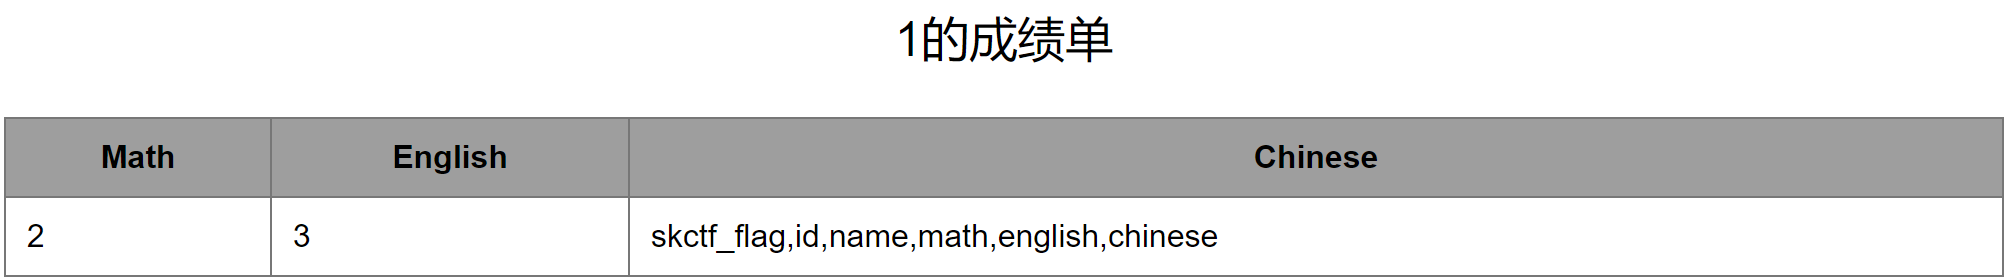 1的成绩单
Math English Chinese
2 3 skctf_flag,id,name,math,english,chinese